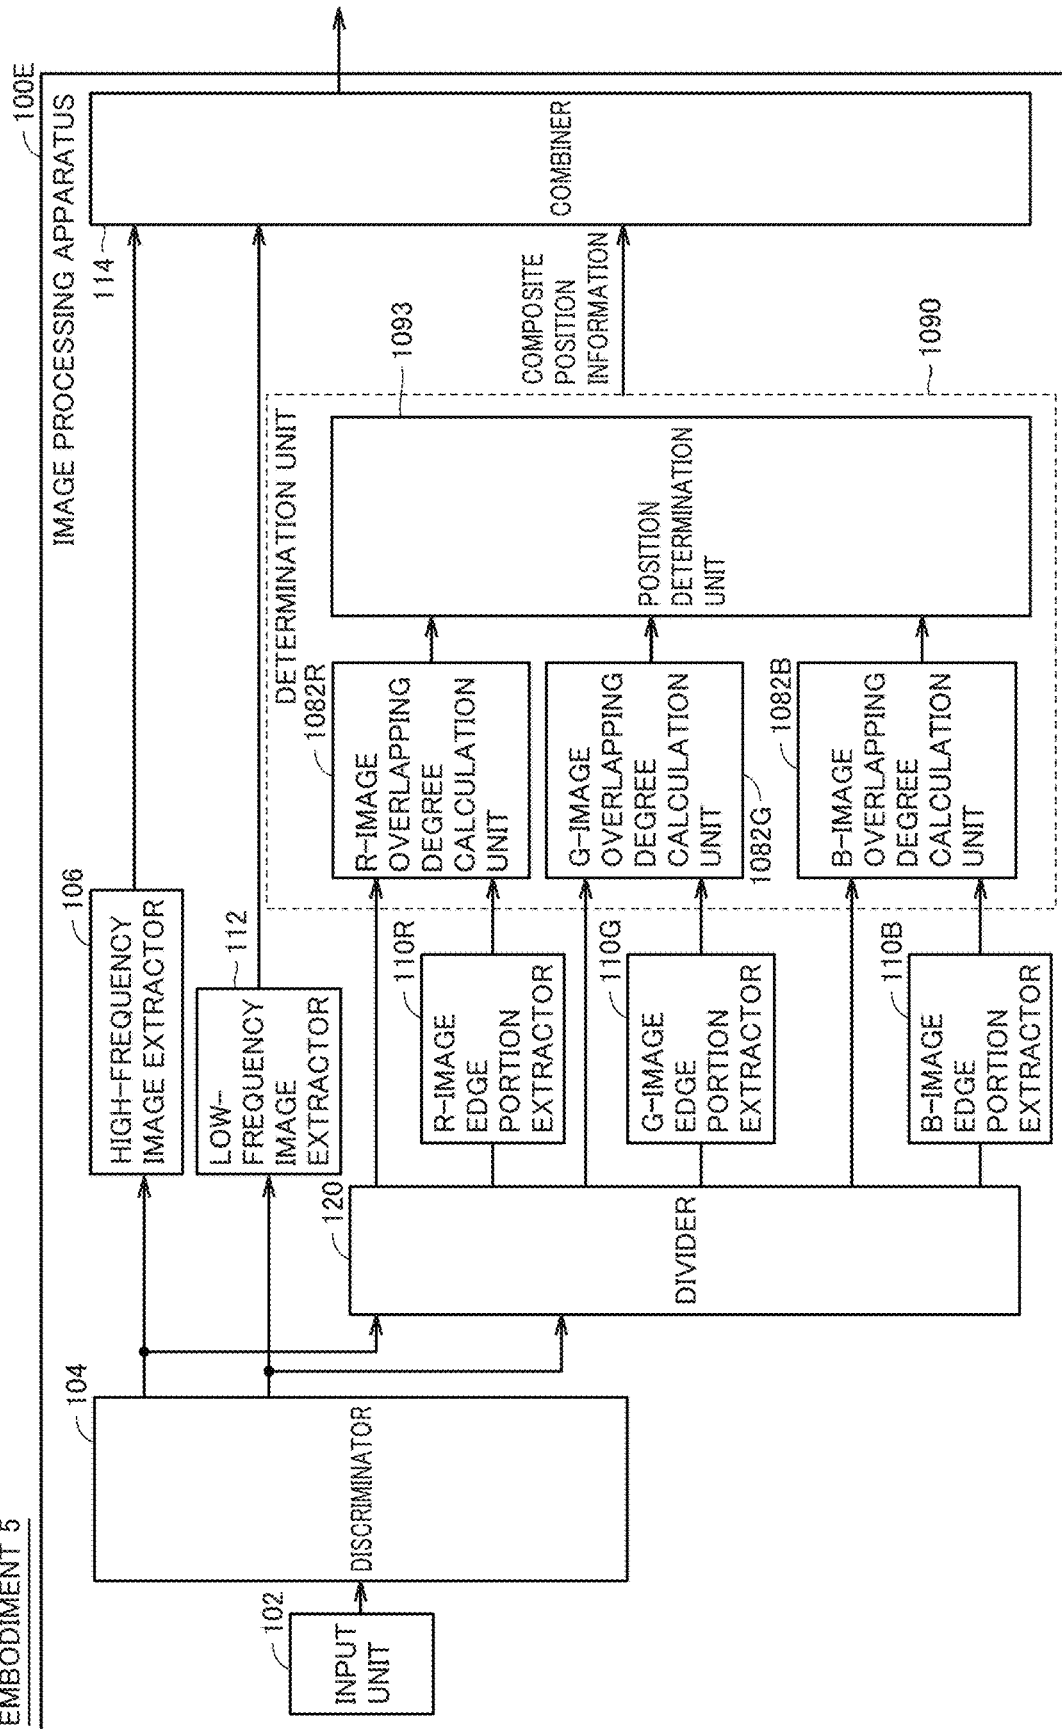 EMBODIMENT 5
100E
IMAGE PROCESSING APPARATUS
102
INPUT
UNIT
104
DISCRIMINATOR
106
HIGH-FREQUENCY
IMAGE EXTRACTOR
112
LOW-
FREQUENCY
IMAGE
EXTRACTOR
120
DIVIDER
110R
R-IMAGE
EDGE
PORTION
EXTRACTOR
110G
G-IMAGE
EDGE
PORTION
EXTRACTOR
110B
B-IMAGE
EDGE
PORTION
EXTRACTOR
DETERMINATION UNIT
1082R
R-IMAGE
OVERLAPPING
DEGREE
CALCULATION
UNIT
G-IMAGE
OVERLAPPING
DEGREE
CALCULATION
UNIT
1082G
1082B
B-IMAGE
OVERLAPPING
DEGREE
CALCULATION
UNIT
1093
POSITION
DETERMINATION
UNIT
1090
COMPOSITE
POSITION
INFORMATION
114
COMBINER